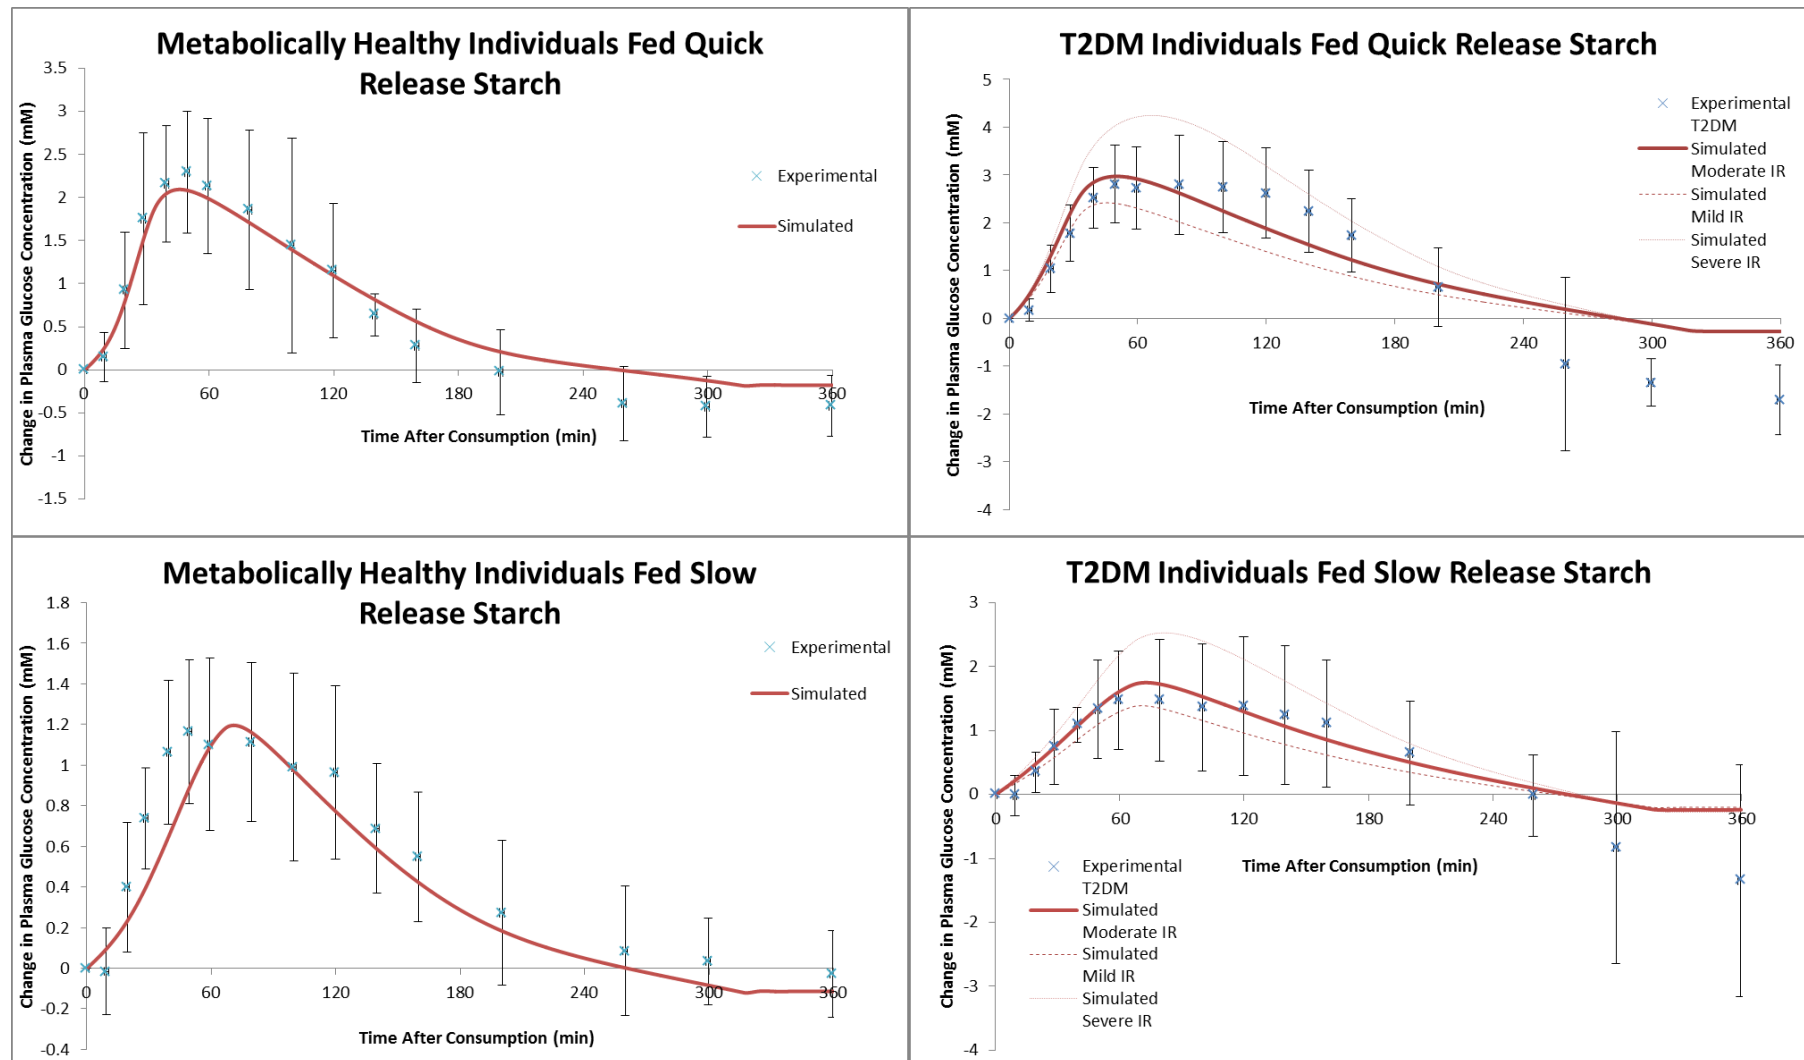 Metabolically Healthy Individuals Fed Quick
Release Starch
Change in Plasma Glucose Concentration (mM)
3.5
3
2.5
2
1.5
1
0.5
0
-0.5
-1
-1.5
0 60 120 180 240 300 360
Time After Consumption (min)
Experimental
Simulated
T2DM Individuals Fed Quick Release Starch
Change in Plasma Glucose Concentration (mM)
5
4
3
2
1
0
-1
-2
-3
-4
0 60 120 180 240 300 360
Time After Consumption (min)
Experimental
T2DM
Simulated
Moderate IR
Simulated
Mild IR
Simulated
Severe IR
Metabolically Healthy Individuals Fed Slow
Release Starch
Change in Plasma Glucose Concentration (mM)
1.8
1.6
1.4
1.2
1
0.8
0.6
0.4
0.2
0
-0.2
-0.4
0 60 120 180 240 300 360
Time After Consumption (min)
Experimental
Simulated
T2DM Individuals Fed Slow Release Starch
Change in Plasma Glucose Concentration (mM)
3
2
1
0
-1
-2
-3
-4
0 60 120 180 240 300 360
Time After Consumption (min)
Experimental
T2DM
Simulated
Moderate IR
Simulated
Mild IR
Simulated
Severe IR